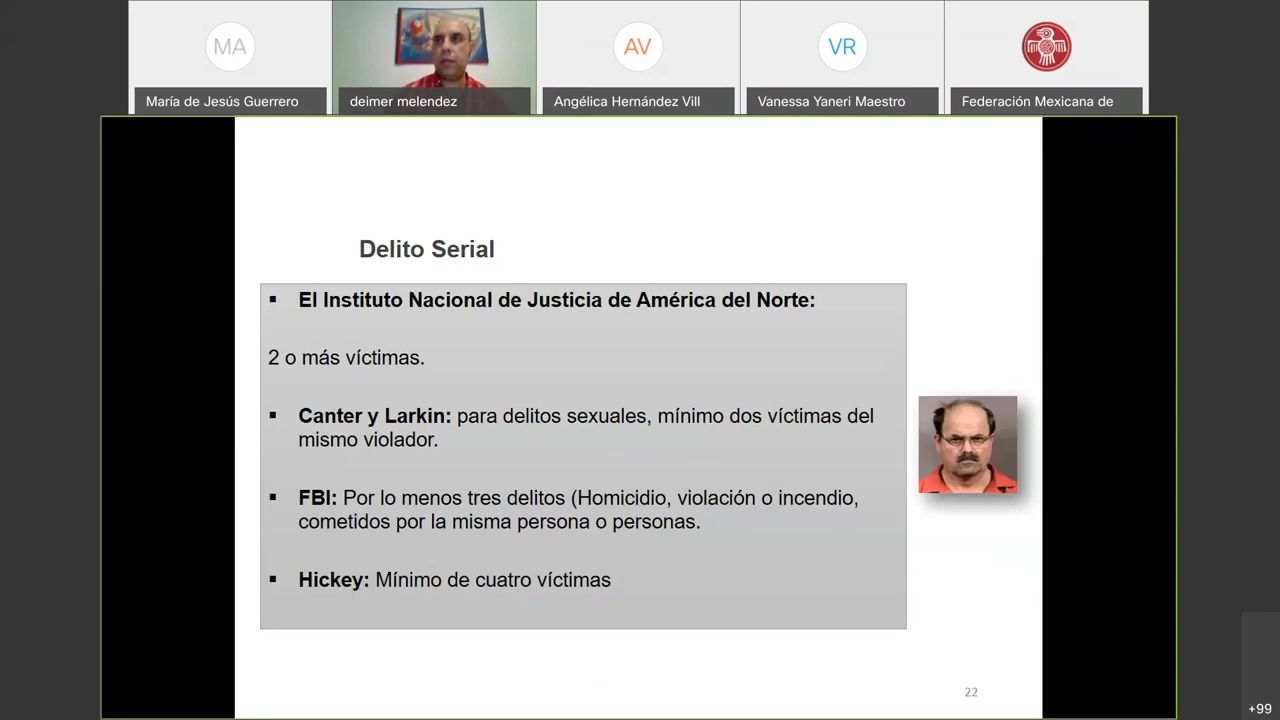 MA
AV
VR
María de Jesús Guerrero
deimer melendez
Angélica Hernández Vill
Vanessa Yaneri Maestro
Federación Mexicana de
Delito Serial
▪ El Instituto Nacional de Justicia de América del Norte:
2 o más víctimas.
▪ Canter y Larkin: para delitos sexuales, mínimo dos víctimas del
mismo violador.
▪ FBI: Por lo menos tres delitos (Homicidio, violación o incendio,
cometidos por la misma persona o personas.
▪ Hickey: Mínimo de cuatro víctimas
22
+99